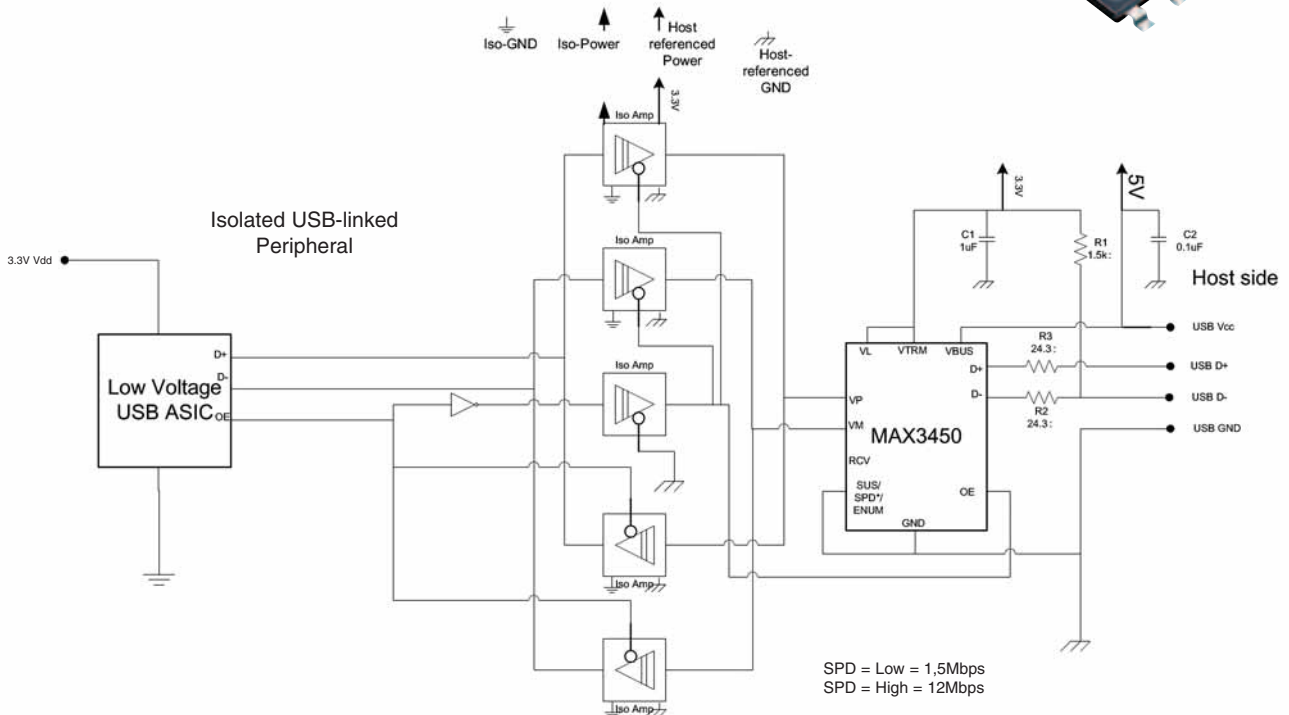 Iso-GND
Iso-Power
Host
referenced
Power
Host-
referenced
GND
3.3V
Iso Amp
Isolated USB-linked
Peripheral
3.3V Vdd
Low Voltage
USB ASIC
D+
D-
OE
Iso Amp
Iso Amp
Iso Amp
Iso Amp
3.3V
5V
C1
1uF
R1
1.5k:
C2
0.1uF
Host side
USB Vcc
USB D+
USB D-
USB GND
R3
24.3:
R2
24.3:
VL
VTRM
VBUS
D+
D-
VP
VM
MAX3450
RCV
SUS/
SPD*/
ENUM
OE
GND
SPD = Low = 1,5Mbps
SPD = High = 12Mbps